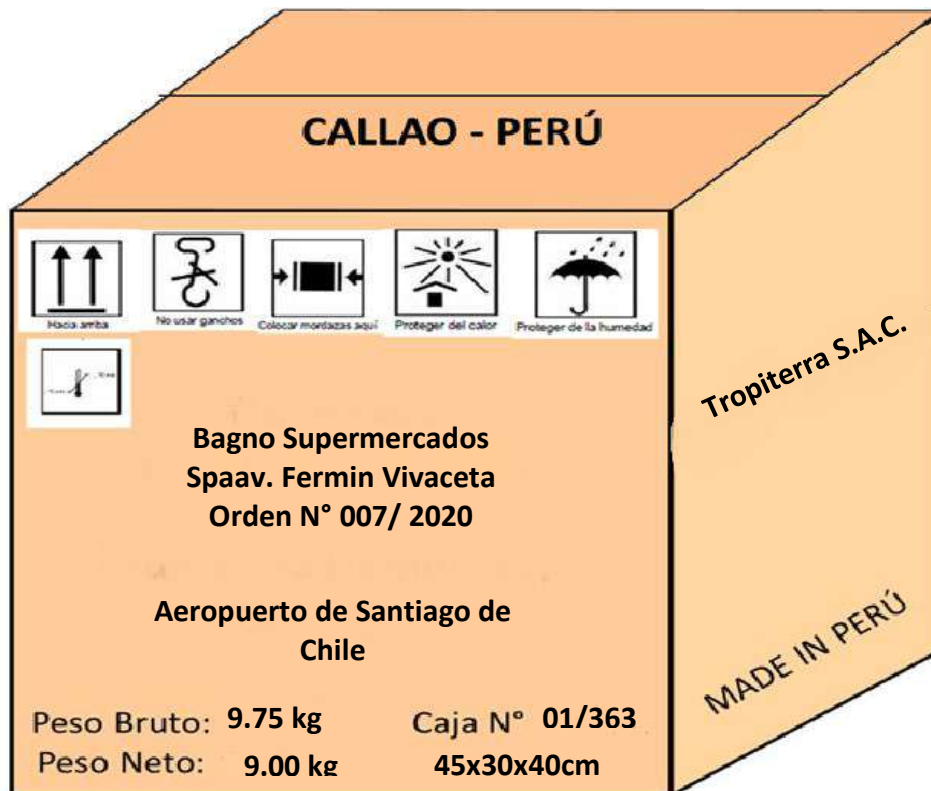 CALLAO - PERÚ
Hacia arriba
No usar ganchos
Colocar mordazas aquí
Proteger del calor
Proteger de la humedad
Tropiterra S.A.C.
Bagno Supermercados
Spaav. Fermin Vivaceta
Orden N° 007/ 2020
Aeropuerto de Santiago de
Chile
MADE IN PERÚ
Peso Bruto: 9.75 kg Caja N° 01/363
Peso Neto: 9.00 kg 45x30x40cm